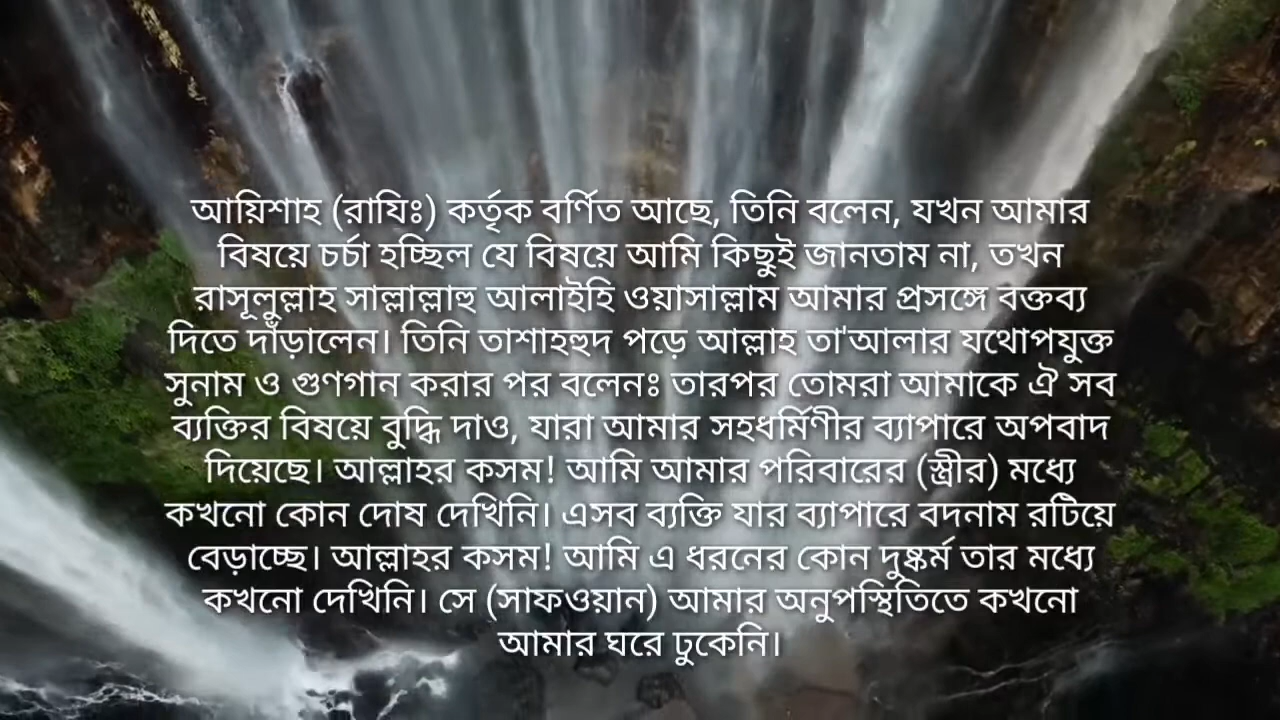 আয়িশাহ (রাযিঃ) কর্তৃক বর্ণিত আছে, তিনি বলেন, যখন আমার
বিষয়ে চর্চা হচ্ছিল যে বিষয়ে আমি কিছুই জানতাম না, তখন
রাসূলুল্লাহ সাল্লাল্লাহু আলাইহি ওয়াসাল্লাম আমার প্রসঙ্গে বক্তব্য
দিতে দাঁড়ালেন। তিনি তাশাহহুদ পড়ে আল্লাহ তা'আলার যথোপযুক্ত
সুনাম ও গুণগান করার পর বলেনঃ তারপর তোমরা আমাকে ঐ সব
ব্যক্তির বিষয়ে বুদ্ধি দাও, যারা আমার সহধর্মিণীর ব্যাপারে অপবাদ
দিয়েছে। আল্লাহর কসম! আমি আমার পরিবারের (স্ত্রীর) মধ্যে
কখনো কোন দোষ দেখিনি। এসব ব্যক্তি যার ব্যাপারে বদনাম রটিয়ে
বেড়াচ্ছে। আল্লাহর কসম! আমি এ ধরনের কোন দুষ্কর্ম তার মধ্যে
কখনো দেখিনি। সে (সাফওয়ান) আমার অনুপস্থিতিতে কখনো
আমার ঘরে ঢুকেনি।